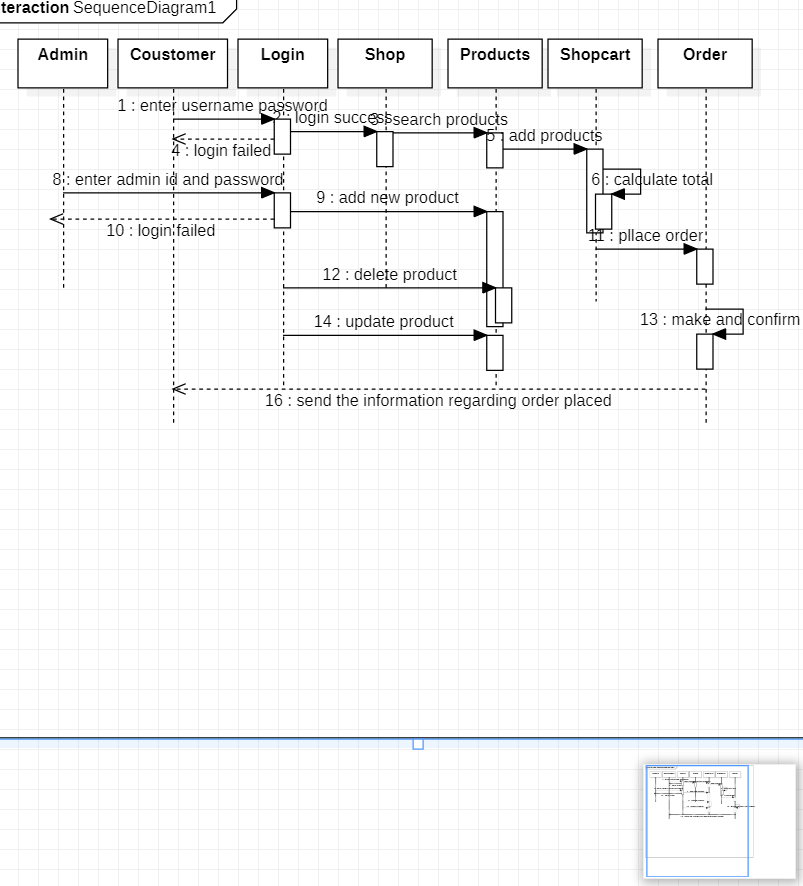 teraction SequenceDiagram1
Admin
Coustomer
Login
Shop
Products
Shopcart
Order
1 : enter username password
2 : login success
3 : search products
5 : add products
4 : login failed
8 : enter admin id and password
6 : calculate total
9 : add new product
10 : login failed
11 : pllace order
12 : delete product
14 : update product
13 : make and confirm
16 : send the information regarding order placed